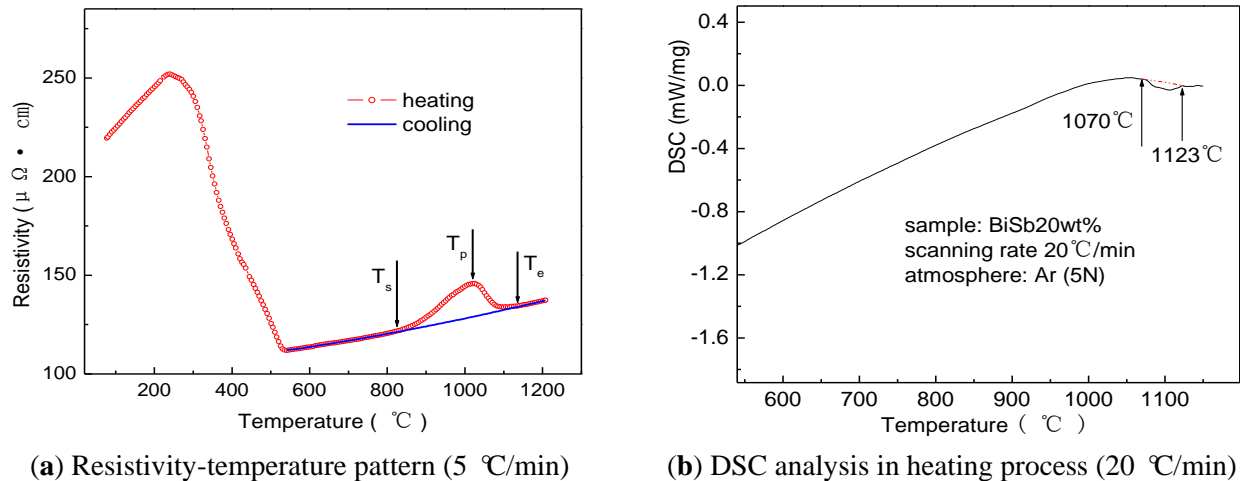 250
200
150
100
Resistivity (μ Ω • cm)
heating
cooling
T_s
T_p
T_e
200 400 600 800 1000 1200
Temperature ( ℃)
0.4
0.0
-0.4
-0.8
-1.2
-1.6
DSC (mW/mg)
1070℃
1123℃
sample: BiSb20wt%
scanning rate 20℃/min
atmosphere: Ar (5N)
600 700 800 900 1000 1100
Temperature ( ℃ )
(a) Resistivity-temperature pattern (5 ℃/min)
(b) DSC analysis in heating process (20 ℃/min)